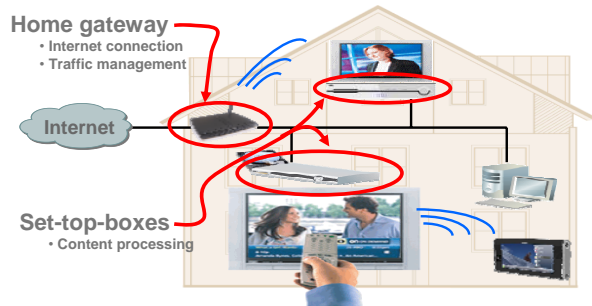 Home gateway
• Internet connection
• Traffic management
Internet
Set-top-boxes
• Content processing